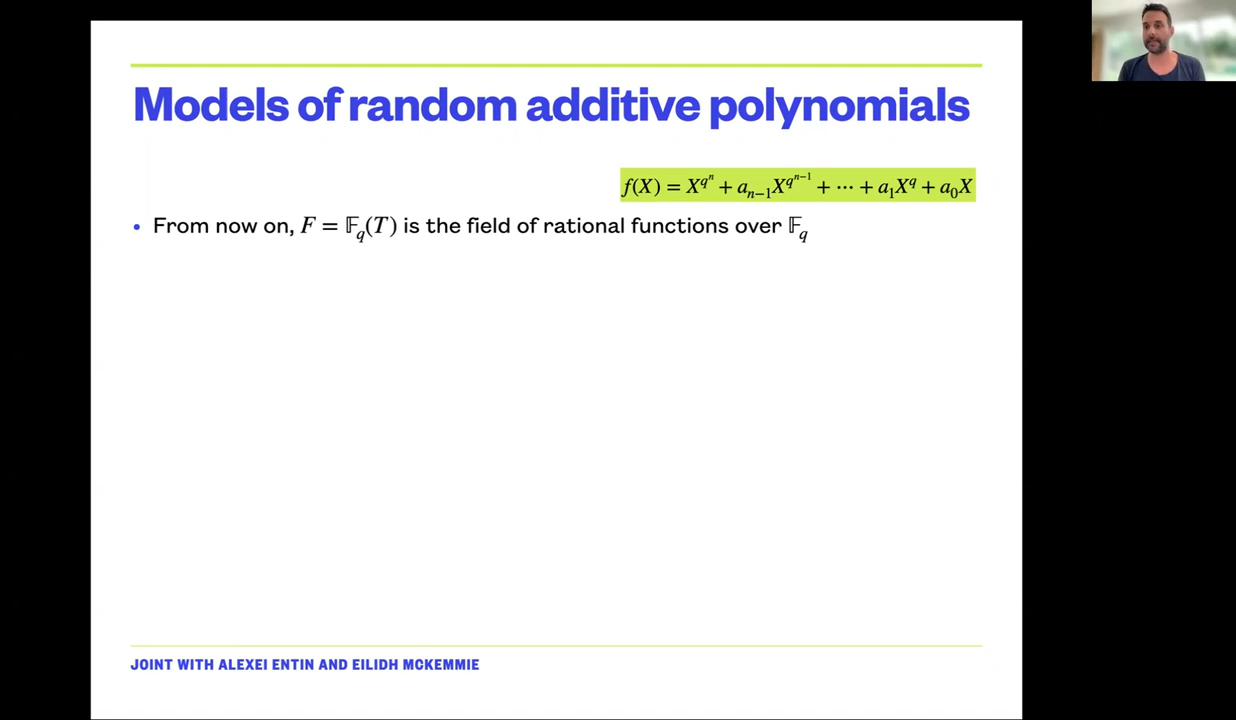 Models of random additive polynomials
f(X) = X^{q^n} + a_{n−1}X^{q^{n−1}} + ⋯ + a_1X^q + a_0X
• From now on, F = 𝔽_q(T) is the field of rational functions over 𝔽_q
JOINT WITH ALEXEI ENTIN AND EILIDH MCKEMMIE